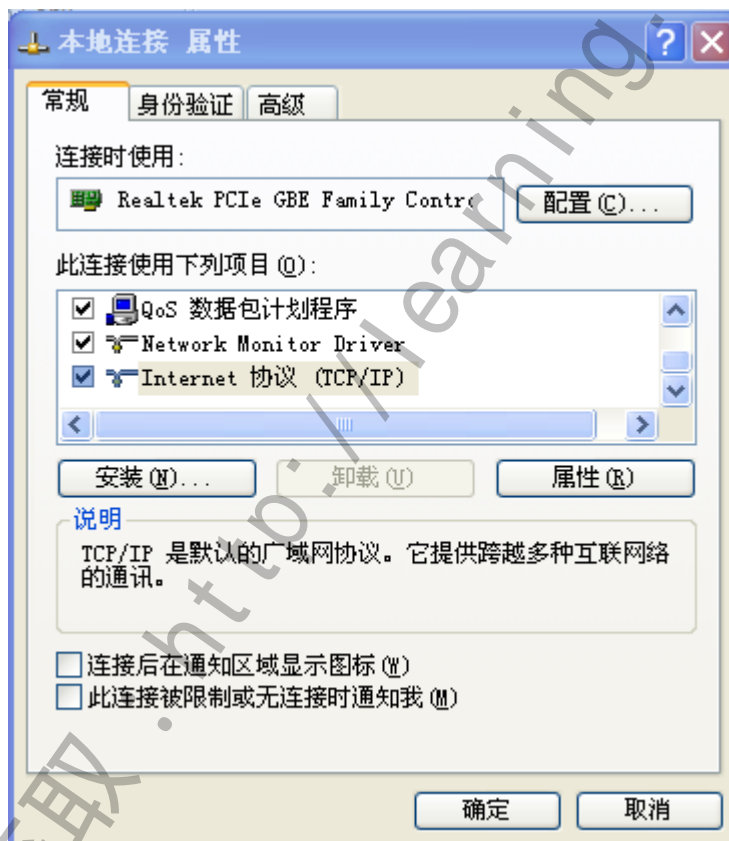 本地连接 属性
常规 身份验证 高级
连接时使用:
Realtek PCIe GBE Family Contr
配置(C)...
此连接使用下列项目(O):
QoS 数据包计划程序
Network Monitor Driver
Internet 协议 (TCP/IP)
安装(N)... 卸载(U) 属性(R)
说明
TCP/IP 是默认的广域网协议。它提供跨越多种互联网络
的通讯。
连接后在通知区域显示图标(W)
此连接被限制或无连接时通知我(M)
确定 取消
取.http://learning.